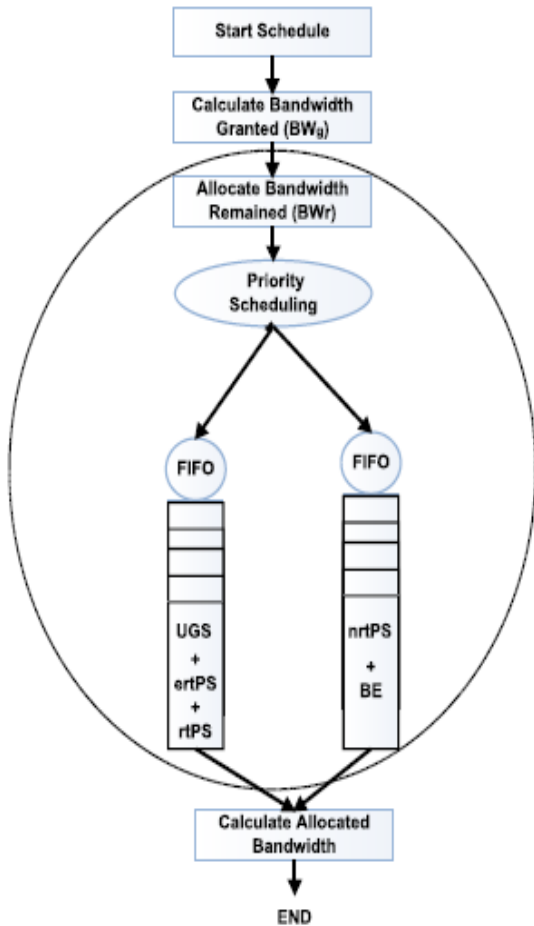 Start Schedule
Calculate Bandwidth
Granted (BWg)
Allocate Bandwidth
Remained (BWr)
Priority
Scheduling
FIFO
FIFO
UGS
+
ertPS
+
rtPS
nrtPS
+
BE
Calculate Allocated
Bandwidth
END